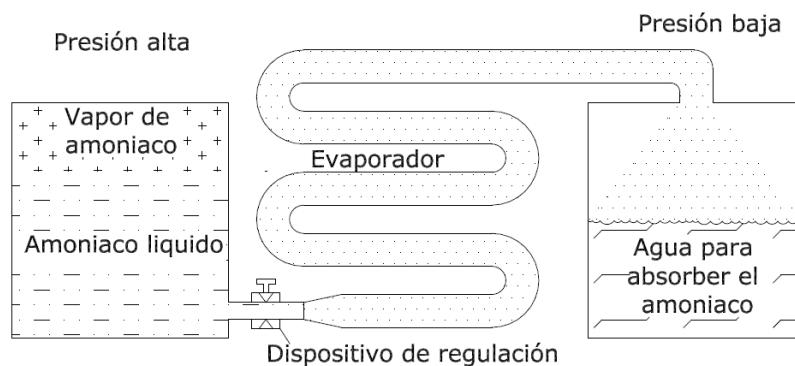 Presión alta
Presión baja
Vapor de
amoniaco
Evaporador
Amoniaco liquido
Agua para
absorber el
amoniaco
Dispositivo de regulación